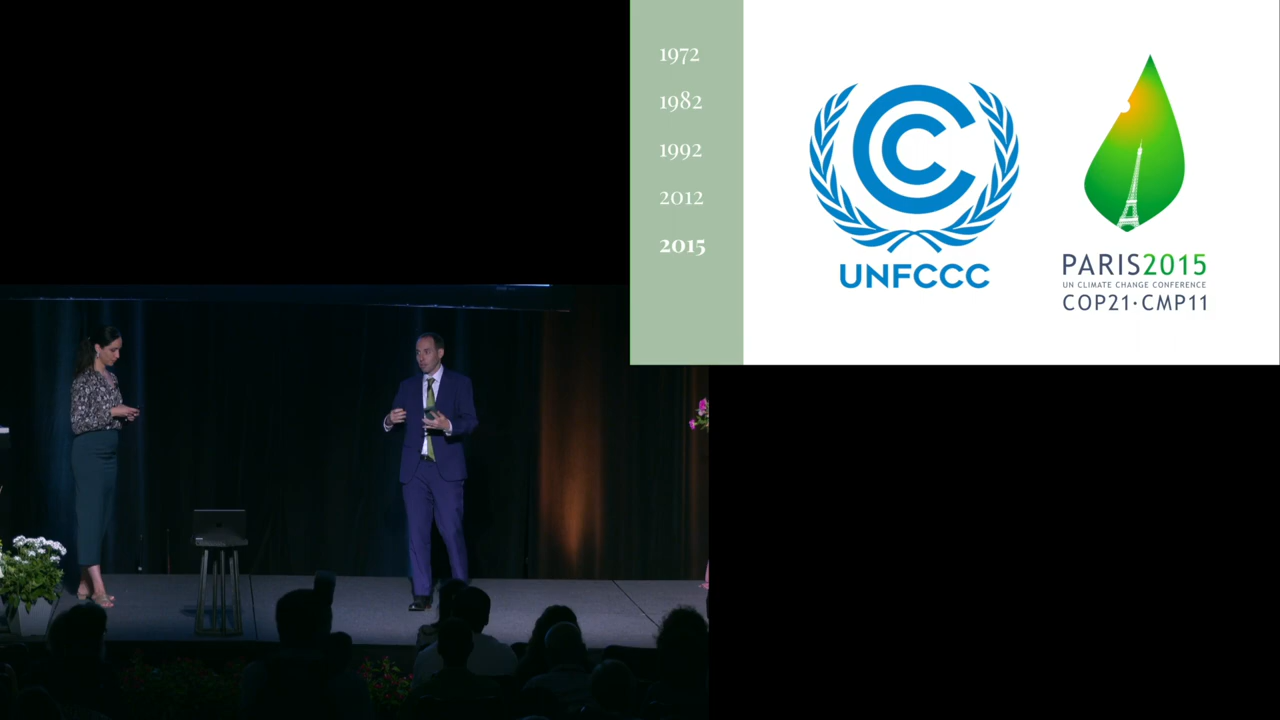 1972
1982
1992
2012
2015
UNFCCC
PARIS2015
UN CLIMATE CHANGE CONFERENCE
COP21·CMP11